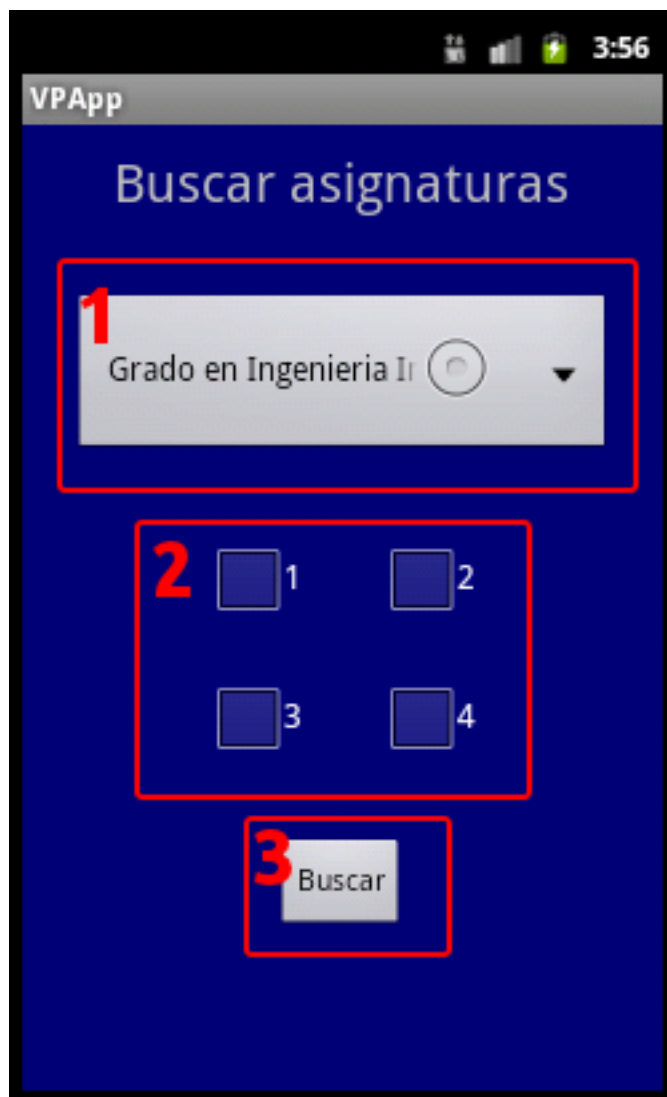 3:56
VPApp
Buscar asignaturas
1
Grado en Ingenieria
2
1 2
3 4
3
Buscar